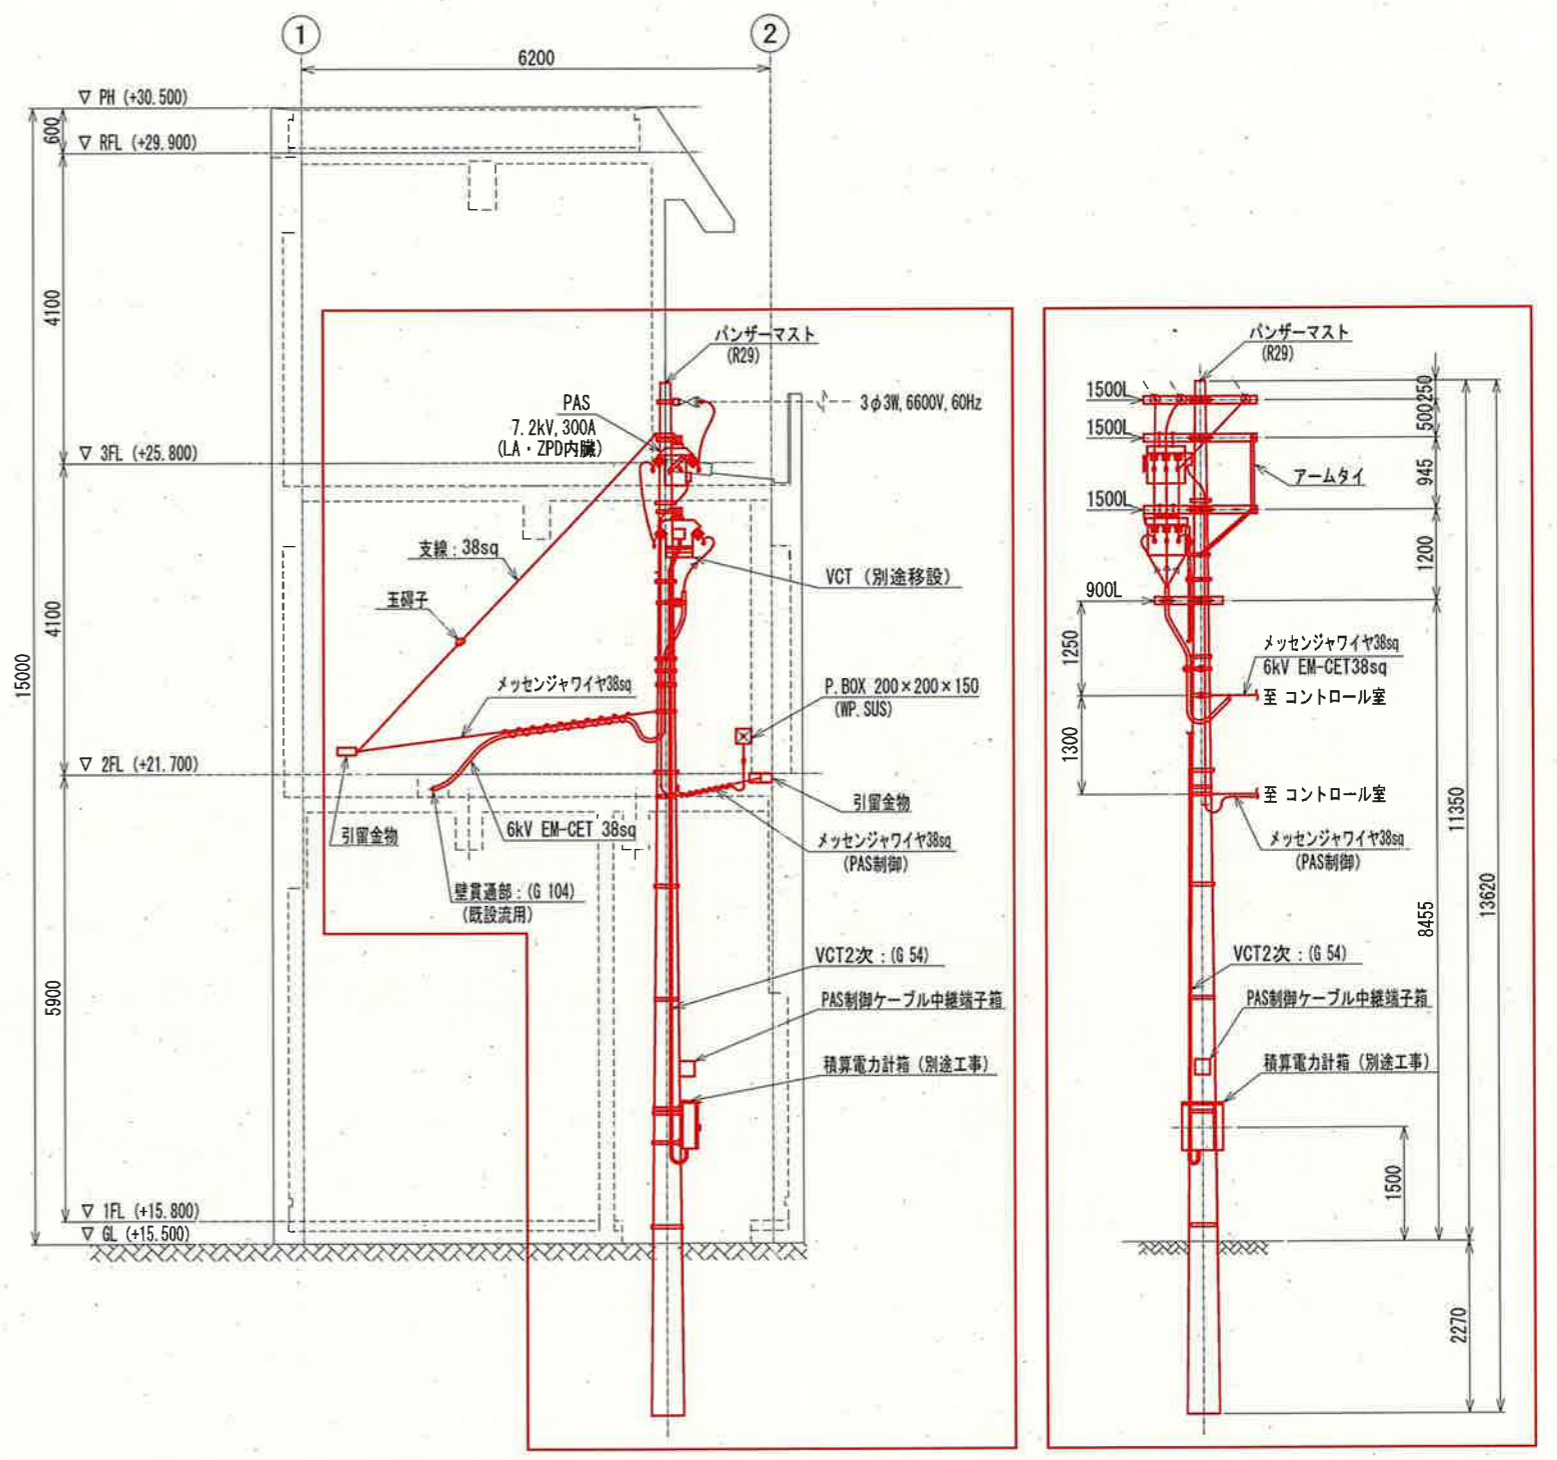 1
2
6200
▽ PH (+30.500)
600
▽ RFL (+29.900)
4100
パンザーマスト
(R29)
3φ3W, 6600V, 60Hz
PAS
7.2kV, 300A
(LA・ZPD内臓)
▽ 3FL (+25.800)
支線：38sq
VCT（別途移設）
玉碍子
4100
15000
メッセンジャワイヤ38sq
P.BOX 200×200×150
(WP.SUS)
▽ 2FL (+21.700)
引留金物
引留金物
6kV EM-CET 38sq
メッセンジャワイヤ38sq
(PAS制御)
壁貫通部：(G 104)
(既設流用)
VCT2次：(G 54)
5900
PAS制御ケーブル中継端子箱
積算電力計箱（別途工事）
▽ 1FL (+15.800)
▽ GL (+15.500)
パンザーマスト
(R29)
1500L
250
500
1500L
アームタイ
945
1500L
1200
900L
1250
メッセンジャワイヤ38sq
6kV EM-CET38sq
至 コントロール室
1300
至 コントロール室
メッセンジャワイヤ38sq
(PAS制御)
11350
13620
8455
VCT2次：(G 54)
PAS制御ケーブル中継端子箱
積算電力計箱（別途工事）
1500
2270